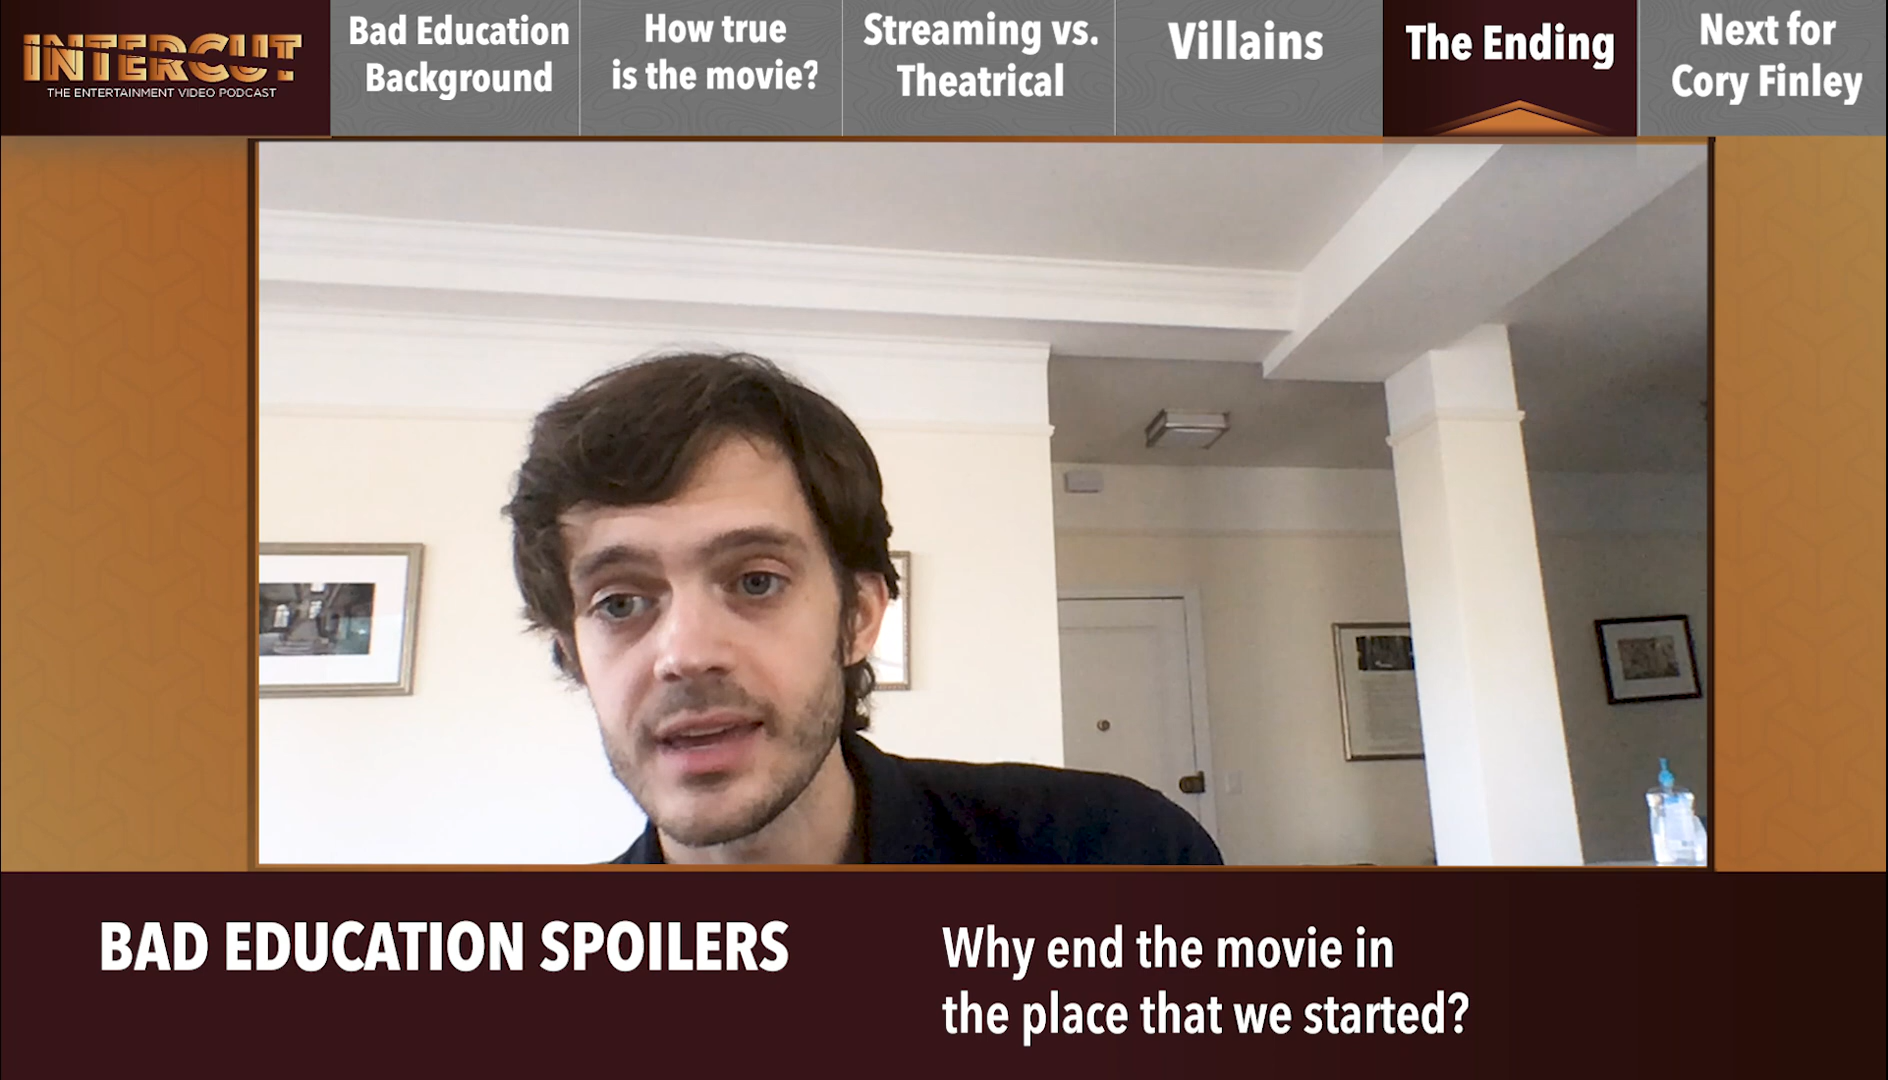 INTERCUT
THE ENTERTAINMENT VIDEO PODCAST
Bad Education
Background
How true
is the movie?
Streaming vs.
Theatrical
Villains
The Ending
Next for
Cory Finley
BAD EDUCATION SPOILERS
Why end the movie in
the place that we started?